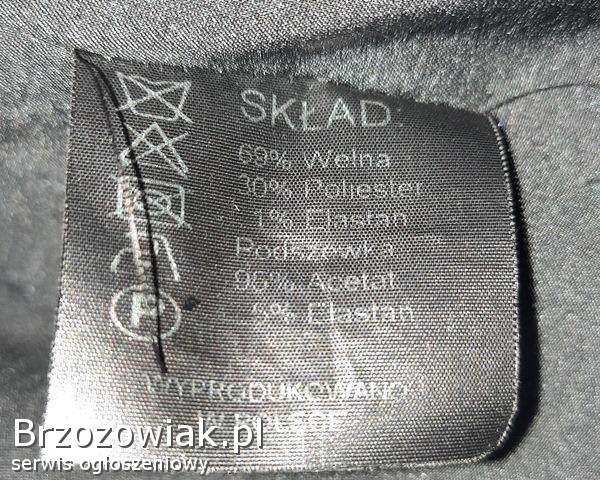 SKŁAD:
69% Wełna
30% Poliester
1% Elastan
Podszewka
95% Acetat
5% Elastan
P
WYPRODUKOWANO
W POLSCE
Brzozowiak.pl
serwis ogłoszeniowy